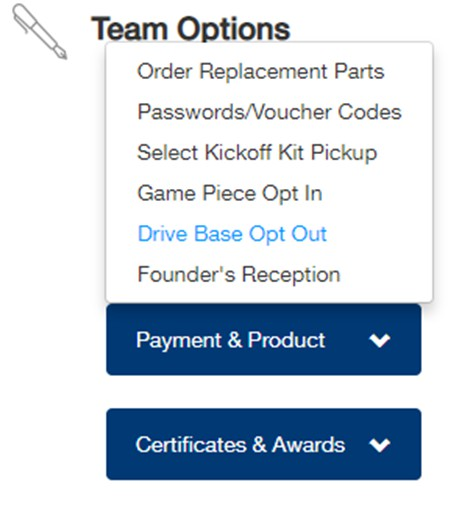 Team Options
Order Replacement Parts
Passwords/Voucher Codes
Select Kickoff Kit Pickup
Game Piece Opt In
Drive Base Opt Out
Founder's Reception
Payment & Product
Certificates & Awards